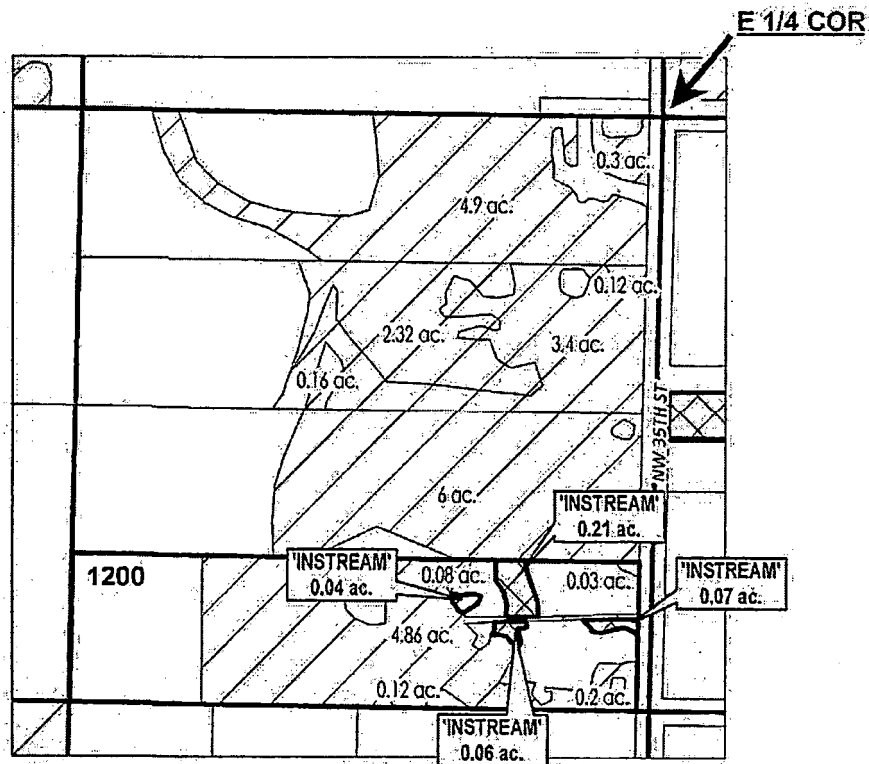 E 1/4 COR
0.3 ac.
4.9 ac.
0.12 ac.
2.32 ac.
3.4 ac.
0.16 ac.
NW 35TH ST
6 ac.
'INSTREAM'
0.21 ac.
1200
'INSTREAM'
0.04 ac.
0.08 ac.
0.03 ac.
'INSTREAM'
0.07 ac.
4.86 ac.
0.12 ac.
0.2 ac.
'INSTREAM'
0.06 ac.